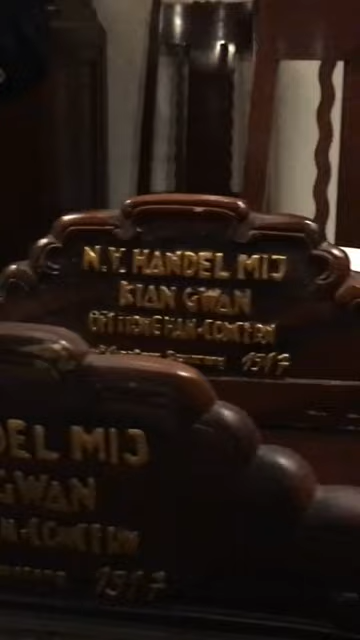 N.V. HANDEL MIJ
KIAN GWAN
OEI TIONG HAM-CONCERN
1917
DEL MIJ
GWAN
M-CONCERN
1917